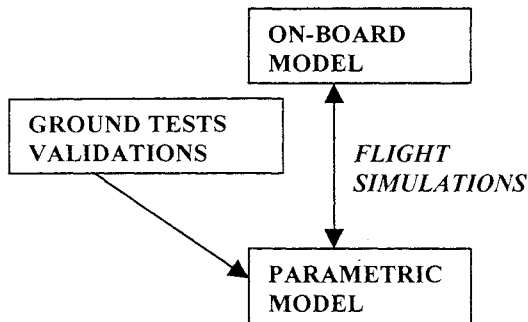 ON-BOARD
MODEL
GROUND TESTS
VALIDATIONS
FLIGHT
SIMULATIONS
PARAMETRIC
MODEL